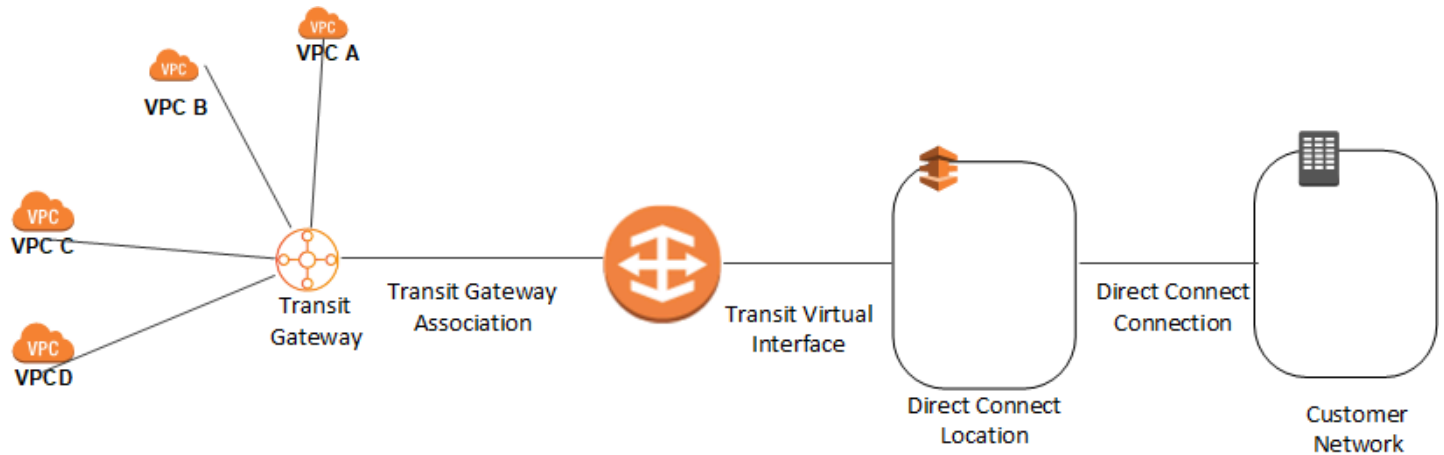 VPC
VPC A
VPC
VPC B
VPC
VPC C
VPC
VPCD
Transit
Gateway
Transit Gateway
Association
Transit Virtual
Interface
Direct Connect
Location
Direct Connect
Connection
Customer
Network